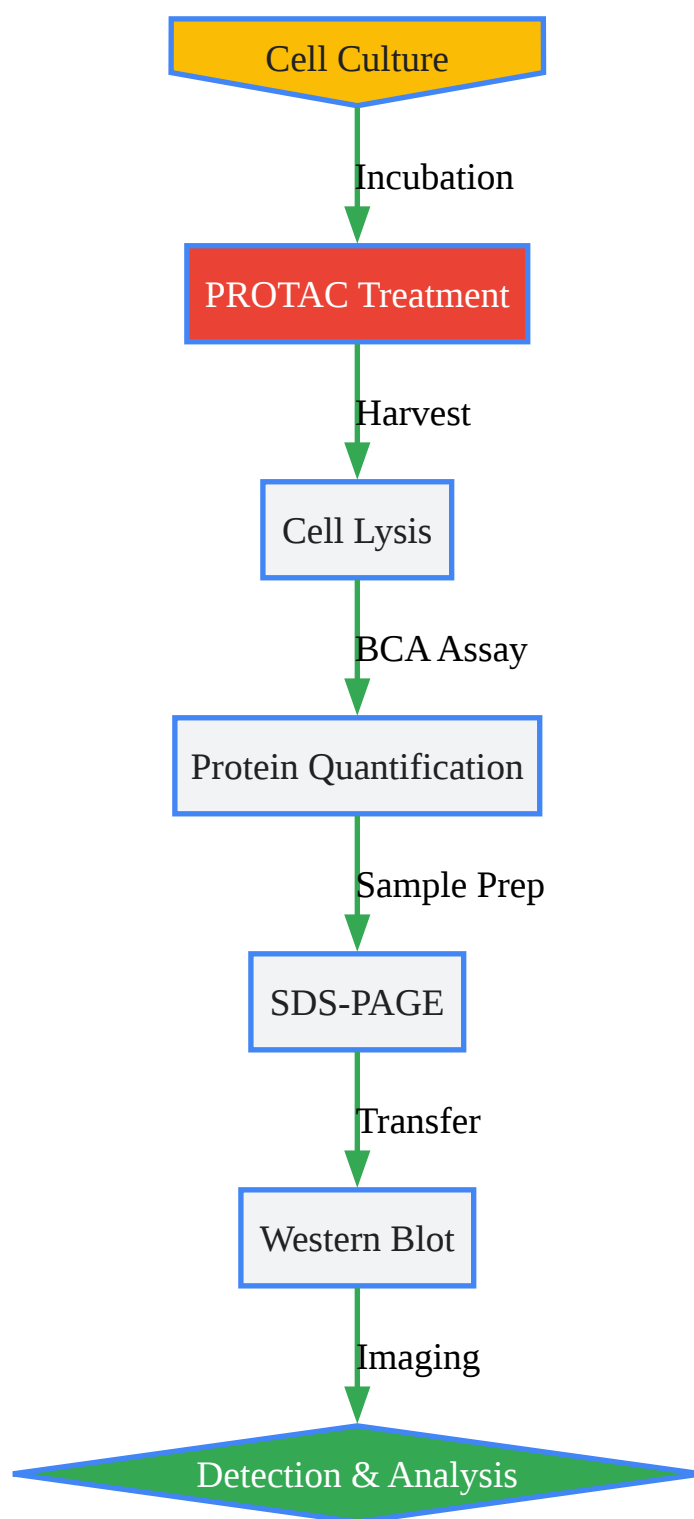 Cell Culture
Incubation
PROTAC Treatment
Harvest
Cell Lysis
BCA Assay
Protein Quantification
Sample Prep
SDS-PAGE
Transfer
Western Blot
Imaging
Detection & Analysis